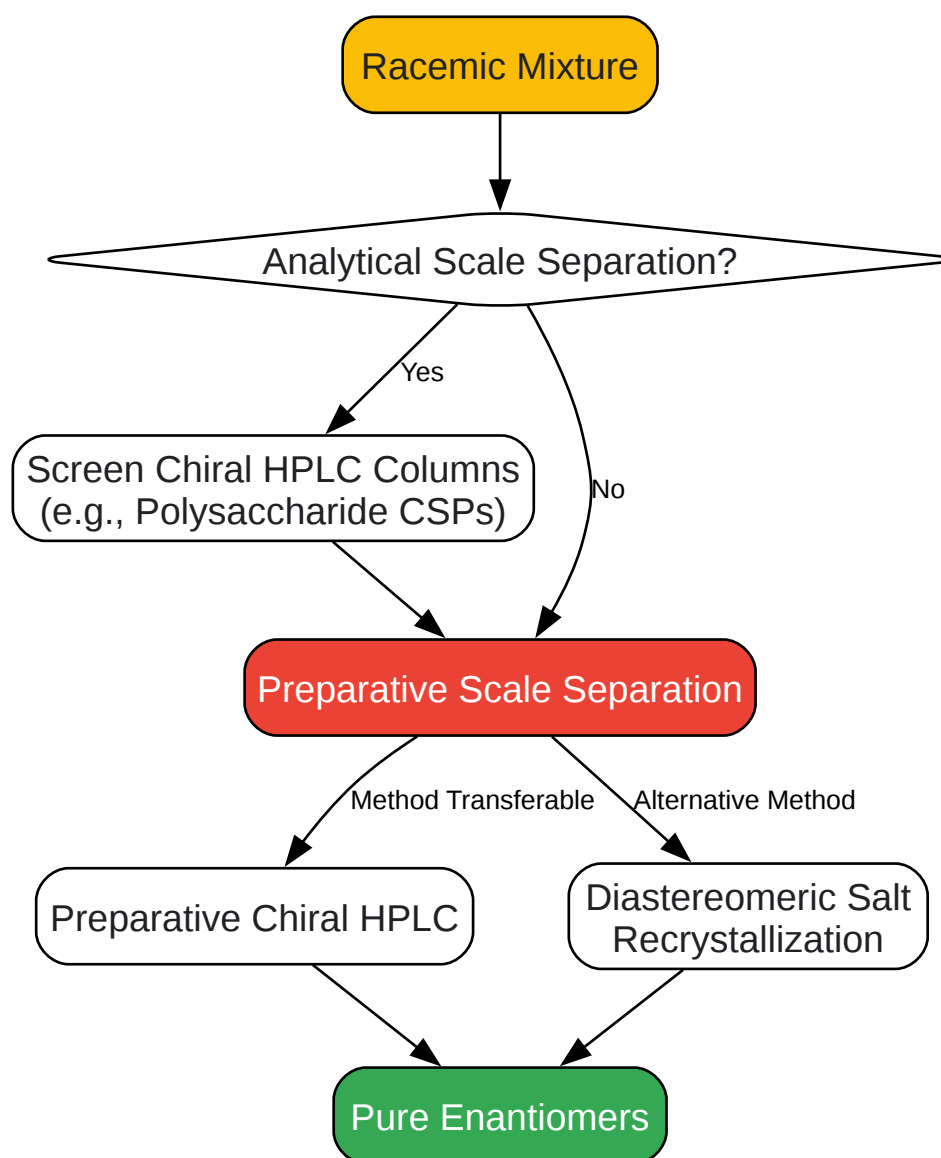 Racemic Mixture
Analytical Scale Separation?
Yes
No
Screen Chiral HPLC Columns
(e.g., Polysaccharide CSPs)
Preparative Scale Separation
Method Transferable
Alternative Method
Preparative Chiral HPLC
Diastereomeric Salt
Recrystallization
Pure Enantiomers